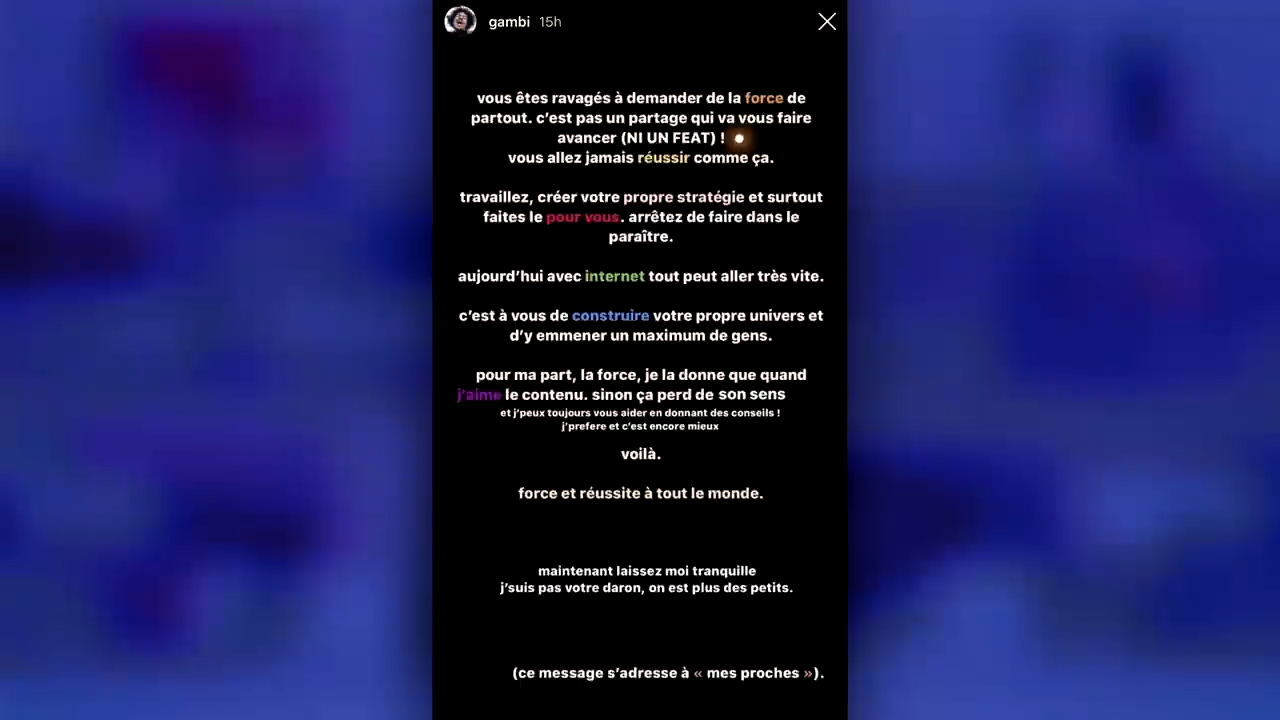 gambi 15h
vous êtes ravagés à demander de la force de
partout. c'est pas un partage qui va vous faire
avancer (NI UN FEAT) !
vous allez jamais réussir comme ça.
travaillez, créer votre propre stratégie et surtout
faites le pour vous. arrêtez de faire dans le
paraître.
aujourd'hui avec internet tout peut aller très vite.
c'est à vous de construire votre propre univers et
d'y emmener un maximum de gens.
pour ma part, la force, je la donne que quand
j'aime le contenu. sinon ça perd de son sens
et j'peux toujours vous aider en donnant des conseils !
j'prefere et c'est encore mieux
voilà.
force et réussite à tout le monde.
maintenant laissez moi tranquille
j'suis pas votre daron, on est plus des petits.
(ce message s'adresse à « mes proches »).